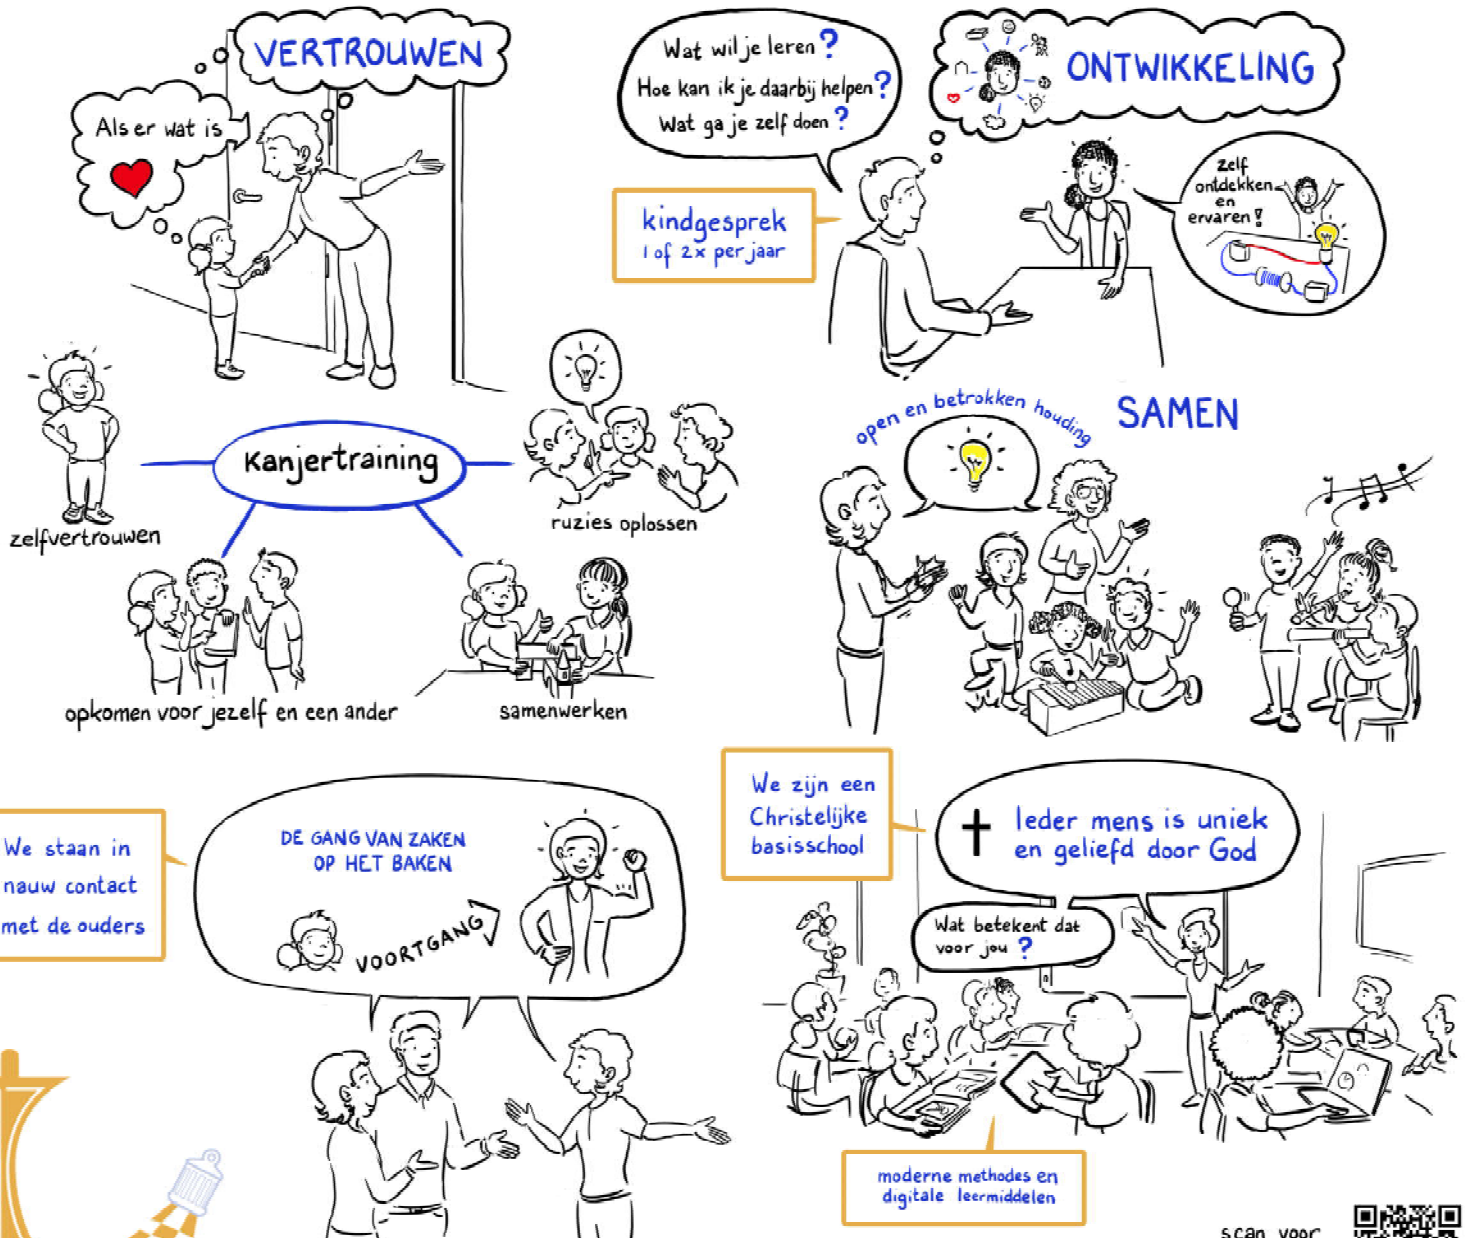 VERTROUWEN
Als er wat is
Wat wil je leren?
Hoe kan ik je daarbij helpen?
Wat ga je zelf doen?
ONTWIKKELING
kindgesprek
1 of 2x per jaar
Zelf
ontdekken
en
ervaren!
Kanjertraining
zelfvertrouwen
ruzies oplossen
opkomen voor jezelf en een ander
samenwerken
open en betrokken houding
SAMEN
We staan in
nauw contact
met de ouders
DE GANG VAN ZAKEN
OP HET BAKEN
VOORTGANG
We zijn een
Christelijke
basisschool
Ieder mens is uniek
en geliefd door God
Wat betekent dat
voor jou?
moderne methodes en
digitale leermiddelen
scan voor